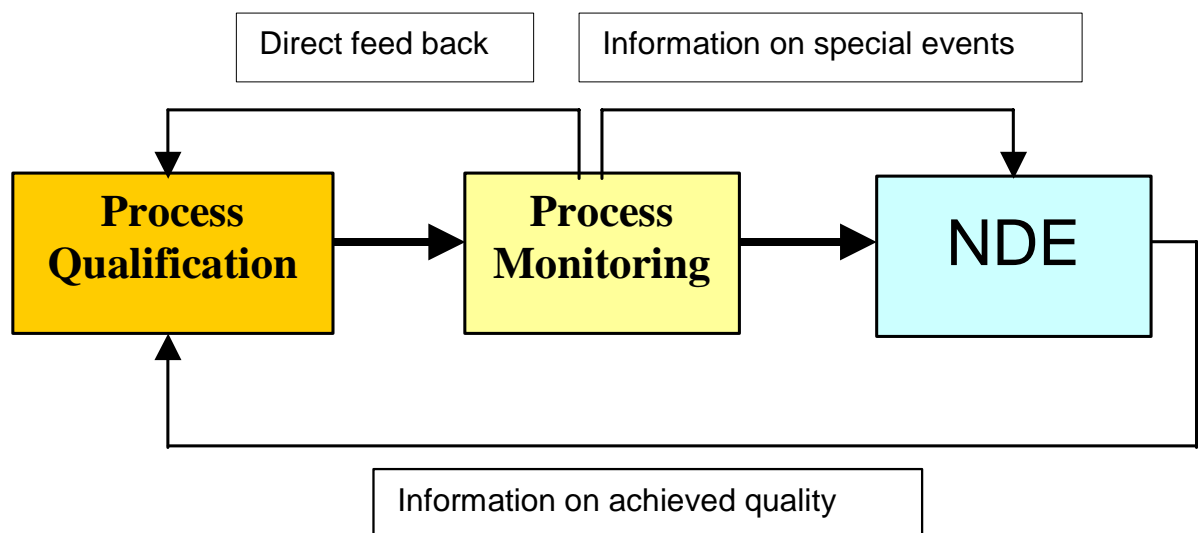 Direct feed back
Information on special events
Process
Qualification
Process
Monitoring
NDE
Information on achieved quality